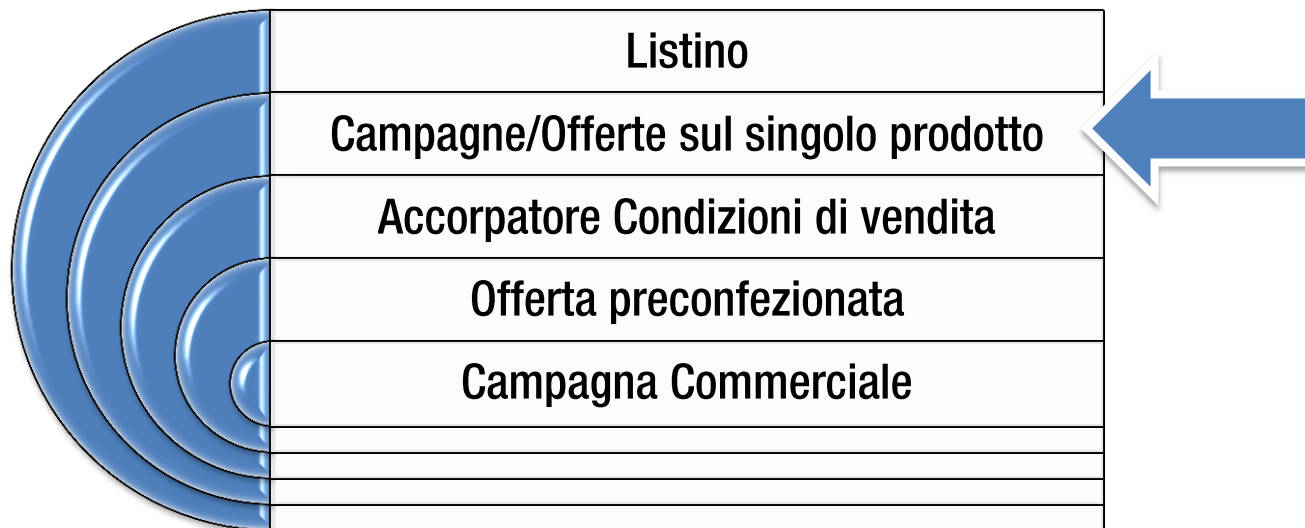 Listino
Campagne/Offerte sul singolo prodotto
Accorpatore Condizioni di vendita
Offerta preconfezionata
Campagna Commerciale